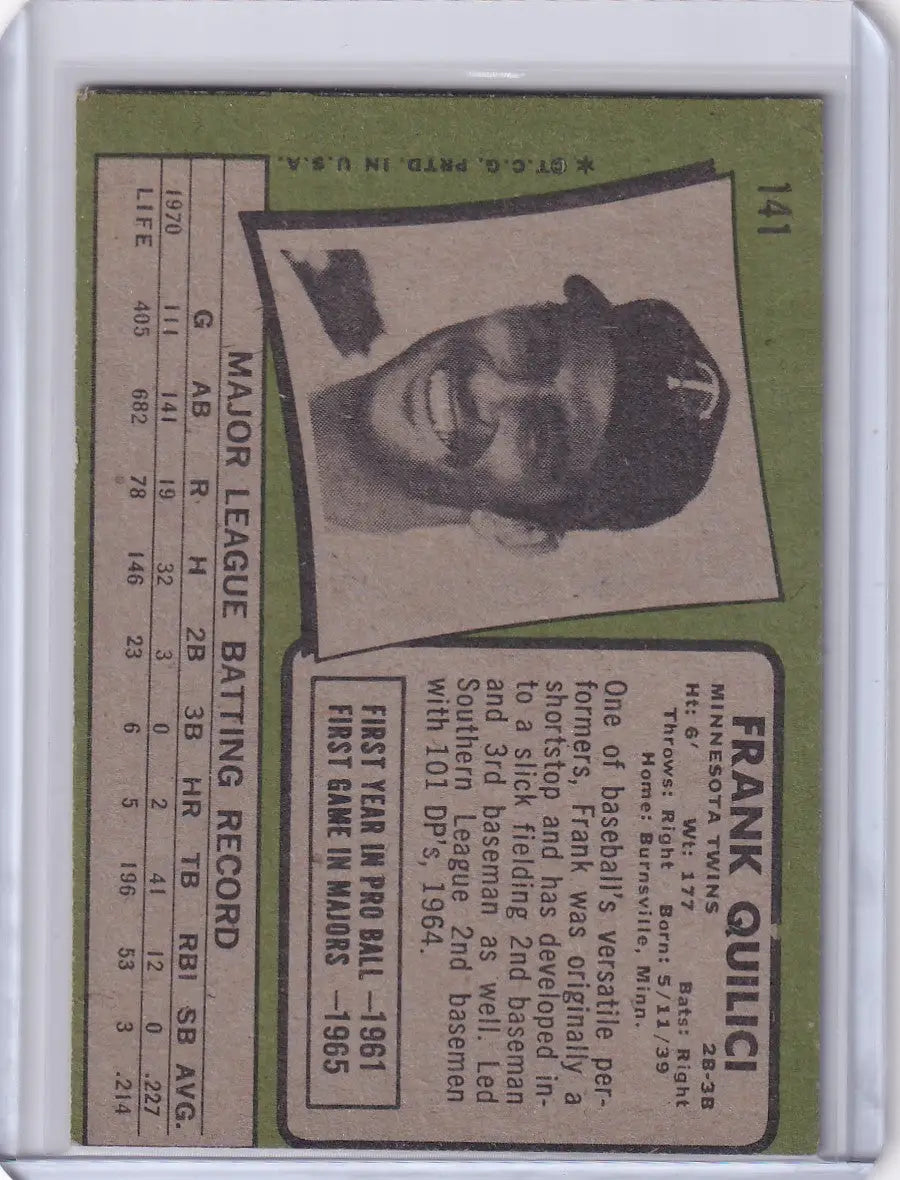 141
*©T.C.G. PRTD. IN U.S.A.
FRANK QUILICI
MINNESOTA TWINS 2B-3B
Ht: 6' Wt: 177 Bats: Right
Throws: Right Born: 5/11/39
Home: Burnsville, Minn.
One of baseball's versatile per-
formers, Frank was originally a
shortstop and has developed in-
to a slick fielding 2nd baseman
and 3rd baseman as well. Led
Southern League 2nd basemen
with 101 DP's, 1964.
FIRST YEAR IN PRO BALL —1961
FIRST GAME IN MAJORS —1965
MAJOR LEAGUE BATTING RECORD
G AB R H 2B 3B HR TB RBI SB AVG.
1970 111 141 19 32 3 0 2 41 12 0 .227
LIFE 405 682 78 146 23 6 5 196 53 3 .214